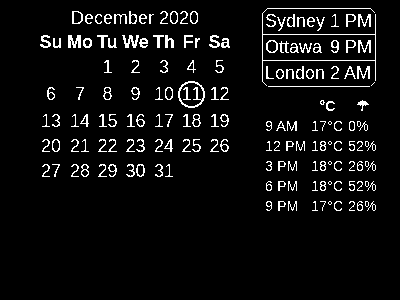 December 2020
Su Mo Tu We Th Fr Sa
1 2 3 4 5
6 7 8 9 10 11 12
13 14 15 16 17 18 19
20 21 22 23 24 25 26
27 28 29 30 31
Sydney 1 PM
Ottawa 9 PM
London 2 AM
°C ☂
9 AM 17°C 0%
12 PM 18°C 52%
3 PM 18°C 26%
6 PM 18°C 52%
9 PM 17°C 26%